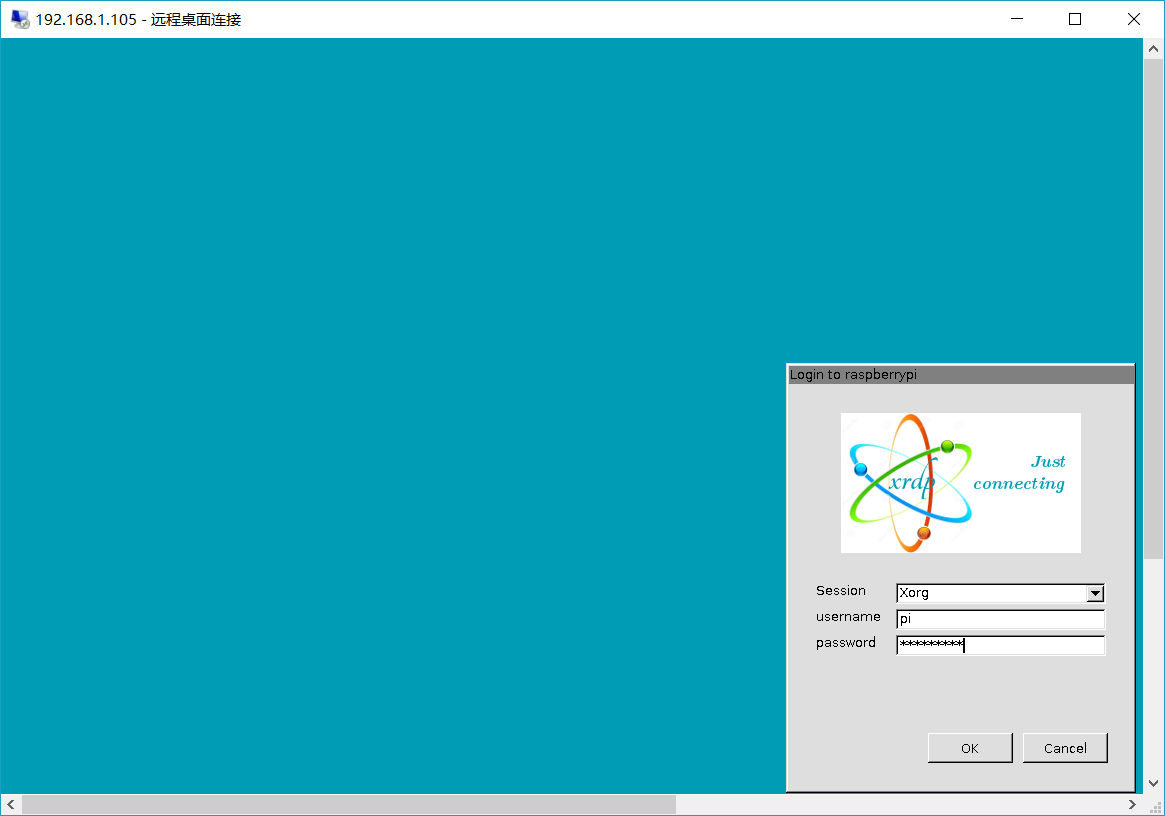 192.168.1.105 - 远程桌面连接
Login to raspberrypi
xrdp
Just
connecting
Session
Xorg
username
pi
password
*********
OK
Cancel